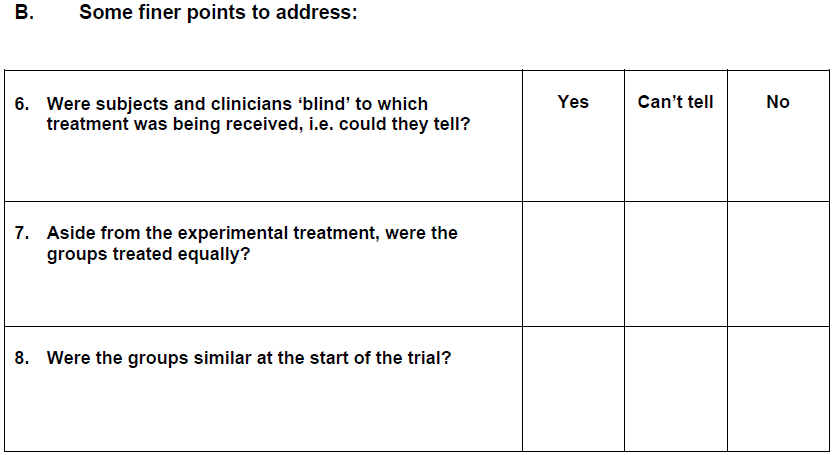 B. Some finer points to address:
6. Were subjects and clinicians ‘blind’ to which
treatment was being received, i.e. could they tell?
Yes
Can’t tell
No
7. Aside from the experimental treatment, were the
groups treated equally?
8. Were the groups similar at the start of the trial?